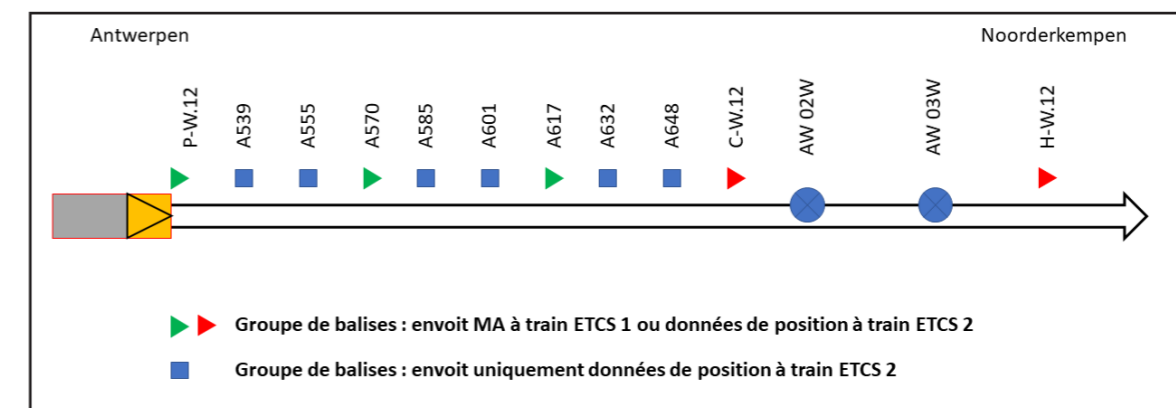 Antwerpen
Noorderkempen
P-W.12
A539
A555
A570
A585
A601
A617
A632
A648
C-W.12
AW 02W
AW 03W
H-W.12
Groupe de balises : envoit MA à train ETCS 1 ou données de position à train ETCS 2
Groupe de balises : envoit uniquement données de position à train ETCS 2